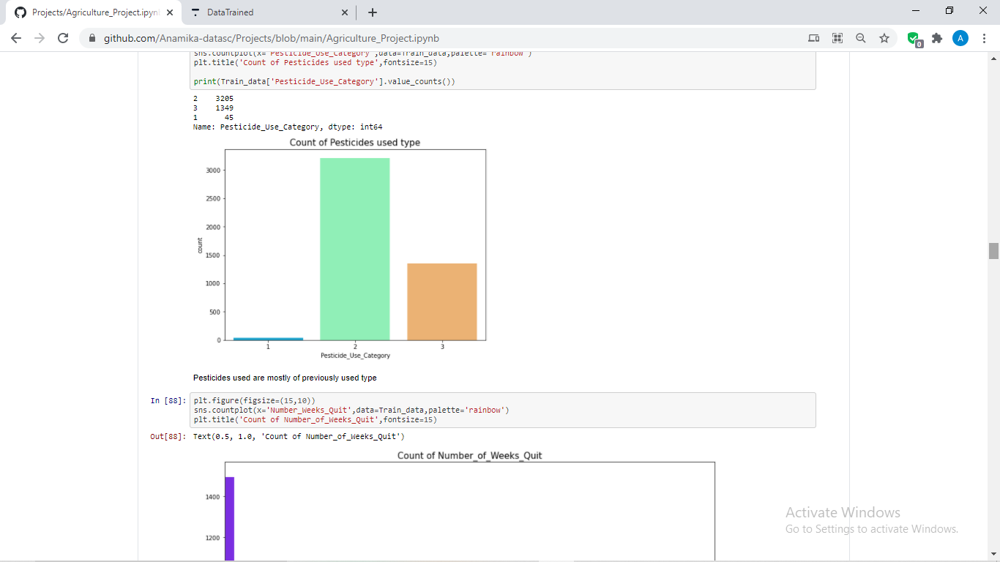 Projects/Agriculture_Project.ipyn
DataTrained
github.com/Anamika-datasc/Projects/blob/main/Agriculture_Project.ipynb
0
A
sns.countplot(x='Pesticide_Use_Category',data=Train_data,palette='rainbow')
plt.title('Count of Pesticides used type',fontsize=15)
print(Train_data['Pesticide_Use_Category'].value_counts())
2    3205
3    1349
1      45
Name: Pesticide_Use_Category, dtype: int64
Count of Pesticides used type
3000
2500
2000
1500
1000
500
0
count
1 2 3
Pesticide_Use_Category
Pesticides used are mostly of previously used type
In [88]: plt.figure(figsize=(15,10))
sns.countplot(x='Number_Weeks_Quit',data=Train_data,palette='rainbow')
plt.title('Count of Number_of_Weeks_Quit',fontsize=15)
Out[88]: Text(0.5, 1.0, 'Count of Number_of_Weeks_Quit')
Count of Number_of_Weeks_Quit
1400
1200
Activate Windows
Go to Settings to activate Windows.